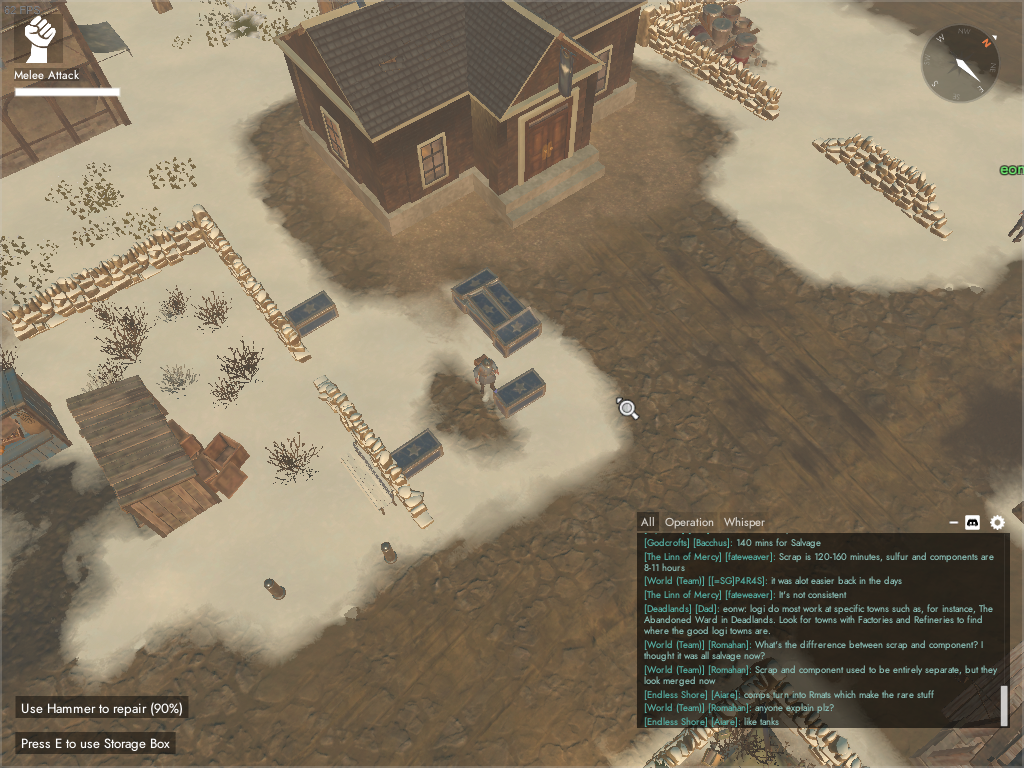 Melee Attack
W
NW
N
S
E
eon
All Operation Whisper
[Godcrofts] [Bacchus]: 140 mins for Salvage
[The Linn of Mercy] [fateweaver]: Scrap is 120-160 minutes, sulfur and components are
8-11 hours
[World (Team)] [[=SG]P4R4S]: it was alot easier back in the days
[The Linn of Mercy] [fateweaver]: It's not consistent
[Deadlands] [Dad]: eonw: logi do most work at specific towns such as, for instance, The
Abandoned Ward in Deadlands. Look for towns with Factories and Refineries to find
where the good logi towns are.
[World (Team)] [Romahan]: What's the diffrerence between scrap and component? I
thought it was all salvage now?
[World (Team)] [Romahan]: Scrap and component used to be entirely separate, but they
look merged now
[Endless Shore] [Aiare]: comps turn into Rmats which make the rare stuff
[World (Team)] [Romahan]: anyone explain plz?
[Endless Shore] [Aiare]: like tanks
Use Hammer to repair (90%)
Press E to use Storage Box